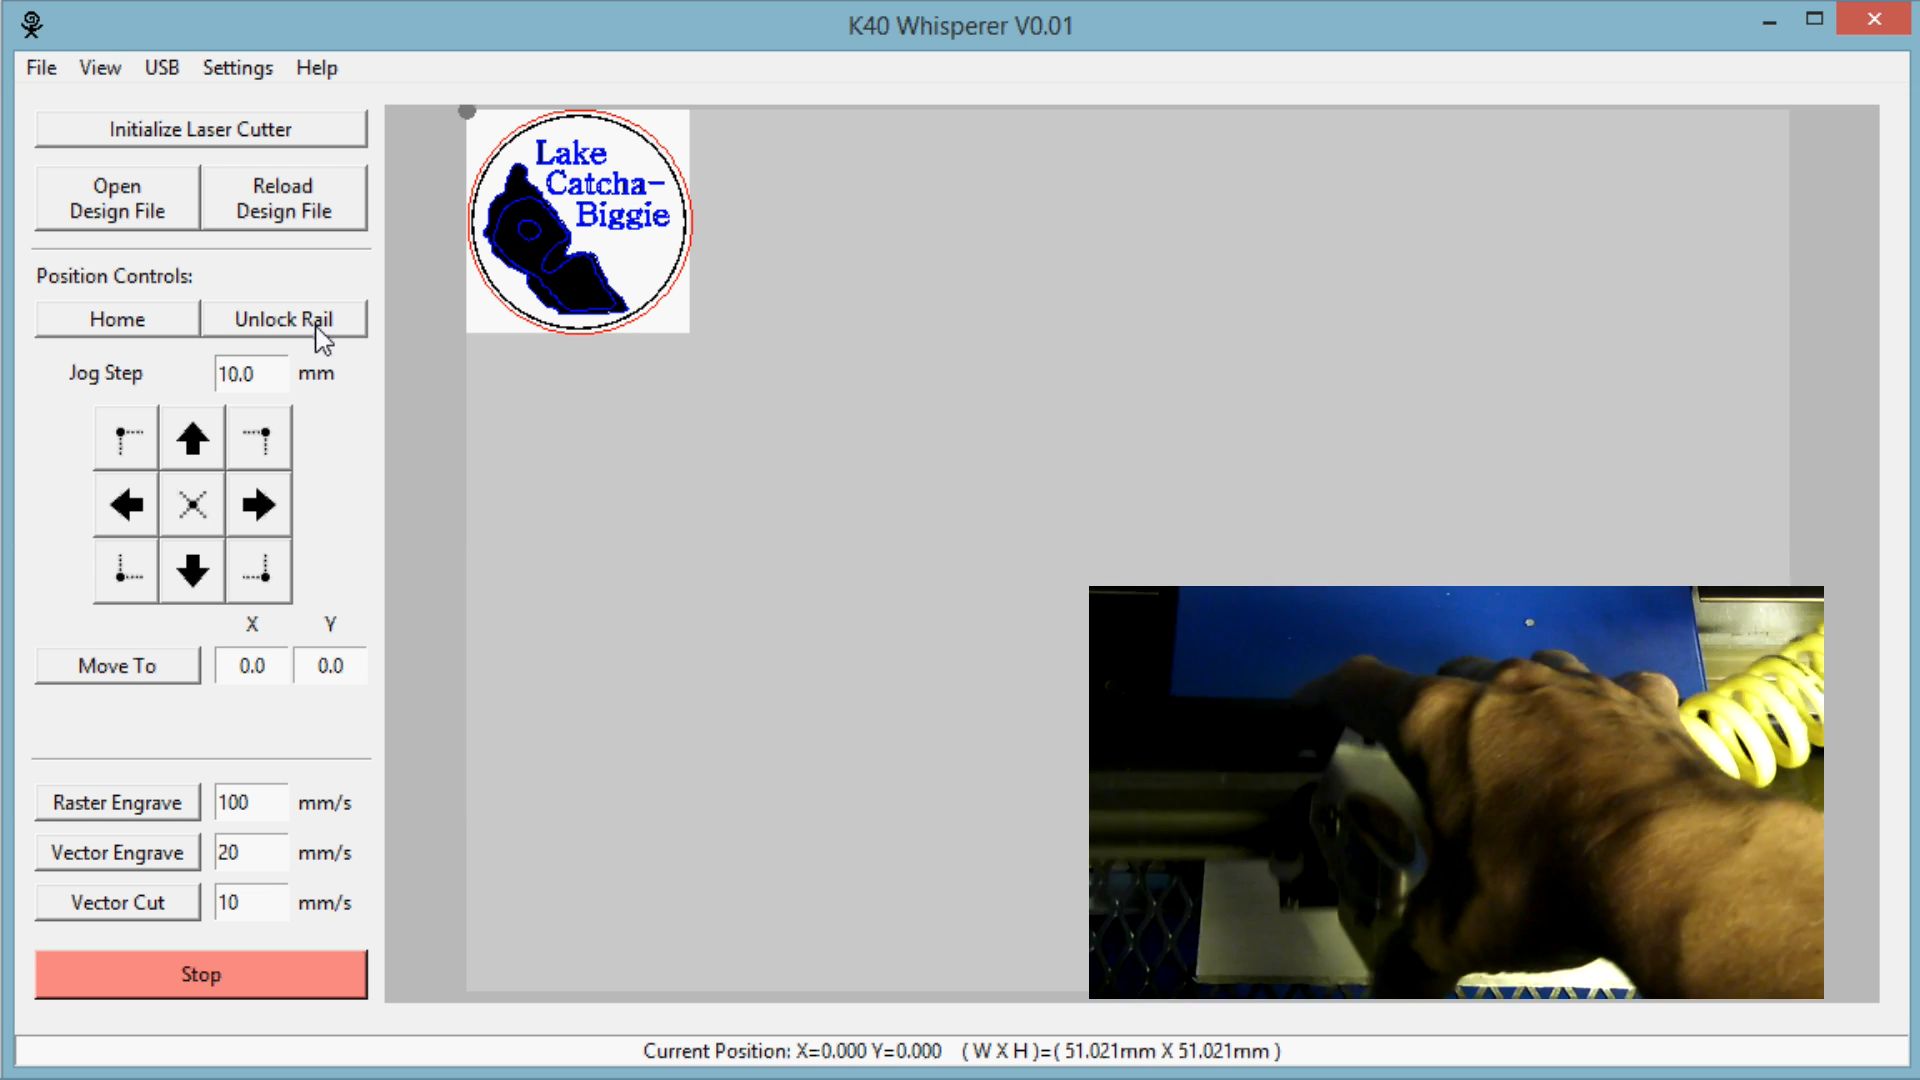 K40 Whisperer V0.01
File View USB Settings Help
Initialize Laser Cutter
Open
Design File
Reload
Design File
Position Controls:
Home
Unlock Rail
Jog Step 10.0 mm
X Y
Move To 0.0 0.0
Raster Engrave 100 mm/s
Vector Engrave 20 mm/s
Vector Cut 10 mm/s
Stop
Lake
Catcha-
Biggie
Current Position: X=0.000 Y=0.000 ( W X H )=( 51.021mm X 51.021mm )